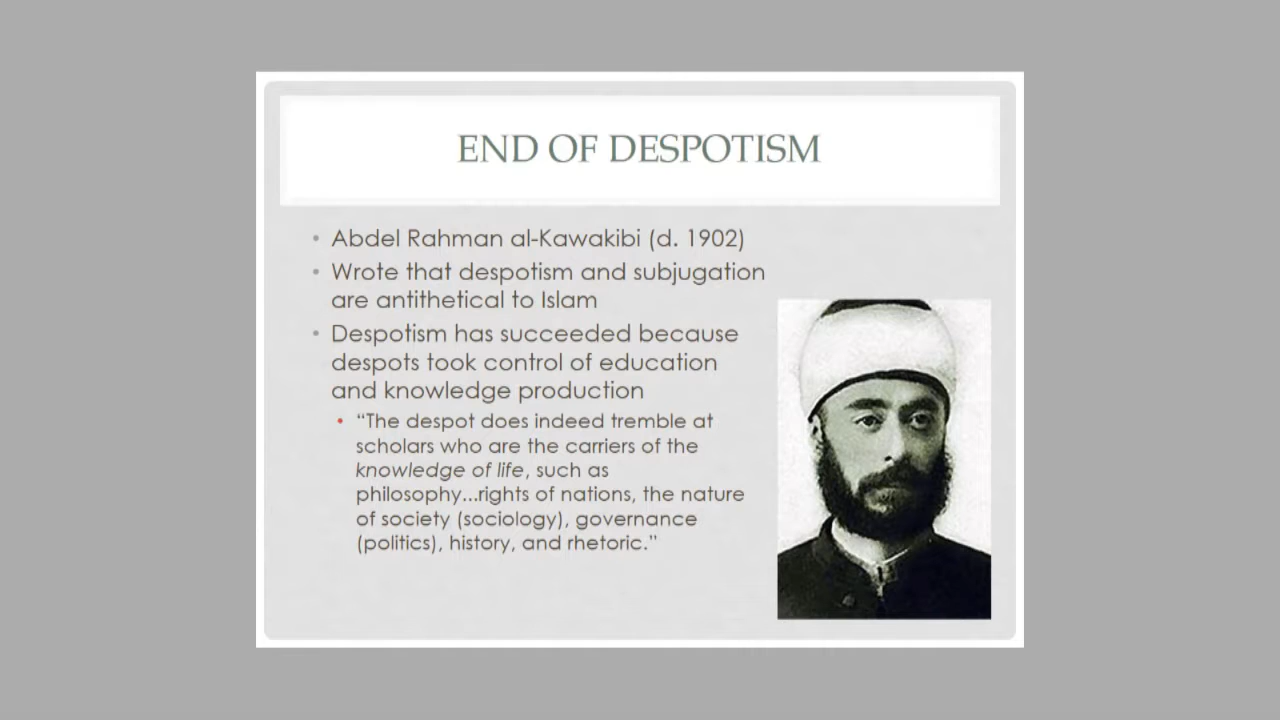 END OF DESPOTISM
• Abdel Rahman al-Kawakibi (d. 1902)
• Wrote that despotism and subjugation
are antithetical to Islam
• Despotism has succeeded because
despots took control of education
and knowledge production
• “The despot does indeed tremble at
scholars who are the carriers of the
knowledge of life, such as
philosophy...rights of nations, the nature
of society (sociology), governance
(politics), history, and rhetoric.”